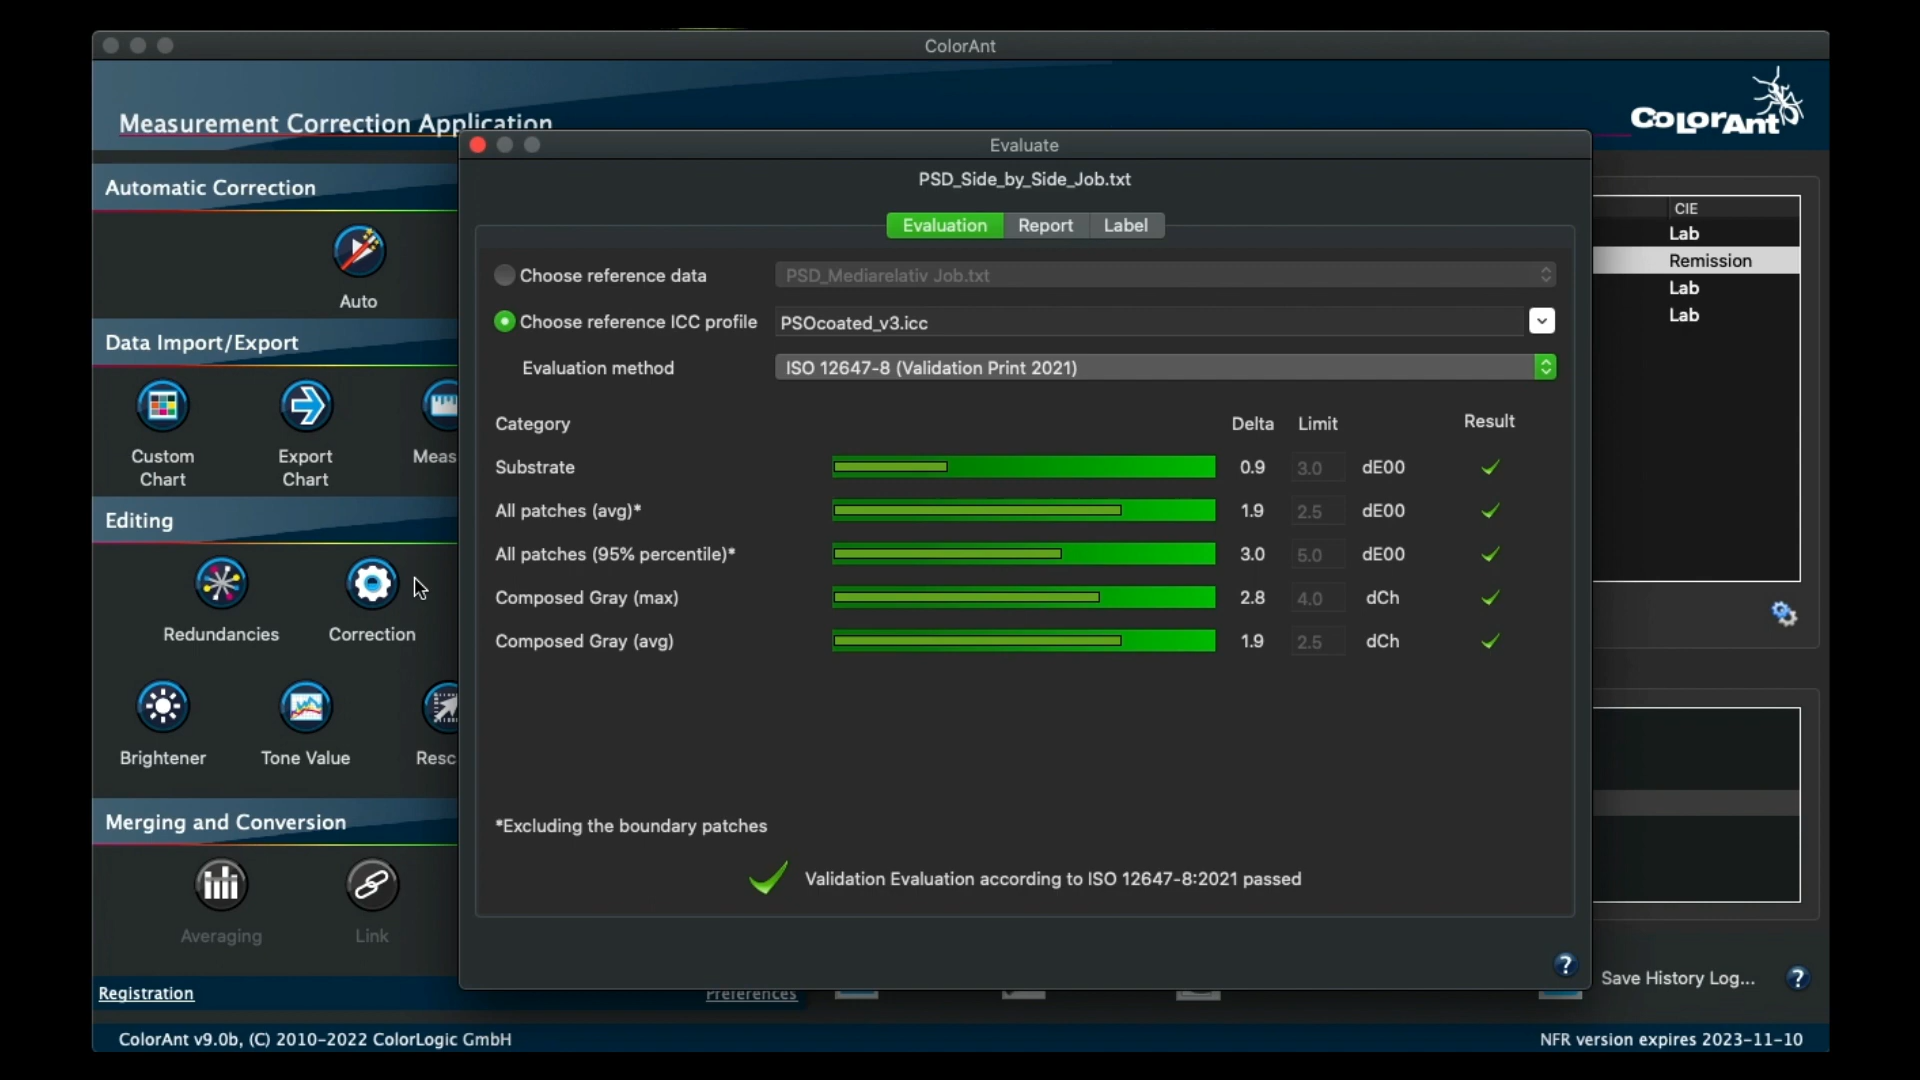 ColorAnt
Measurement Correction Application
ColorAnt
Evaluate
PSD_Side_by_Side_Job.txt
Evaluation Report Label
Automatic Correction
Auto
Choose reference data PSD_Mediarelativ Job.txt
Choose reference ICC profile PSOcoated_v3.icc
Evaluation method ISO 12647-8 (Validation Print 2021)
Category Delta Limit Result
Substrate 0.9 3.0 dE00
All patches (avg)* 1.9 2.5 dE00
All patches (95% percentile)* 3.0 5.0 dE00
Composed Gray (max) 2.8 4.0 dCh
Composed Gray (avg) 1.9 2.5 dCh
*Excluding the boundary patches
Validation Evaluation according to ISO 12647-8:2021 passed
?
Data Import/Export
Custom Chart
Export Chart
Meas
Editing
Redundancies
Correction
Brightener
Tone Value
Resc
Merging and Conversion
Averaging
Link
CIE
Lab
Remission
Lab
Lab
Registration
Preferences
Save History Log...
?
ColorAnt v9.0b, (C) 2010-2022 ColorLogic GmbH
NFR version expires 2023-11-10